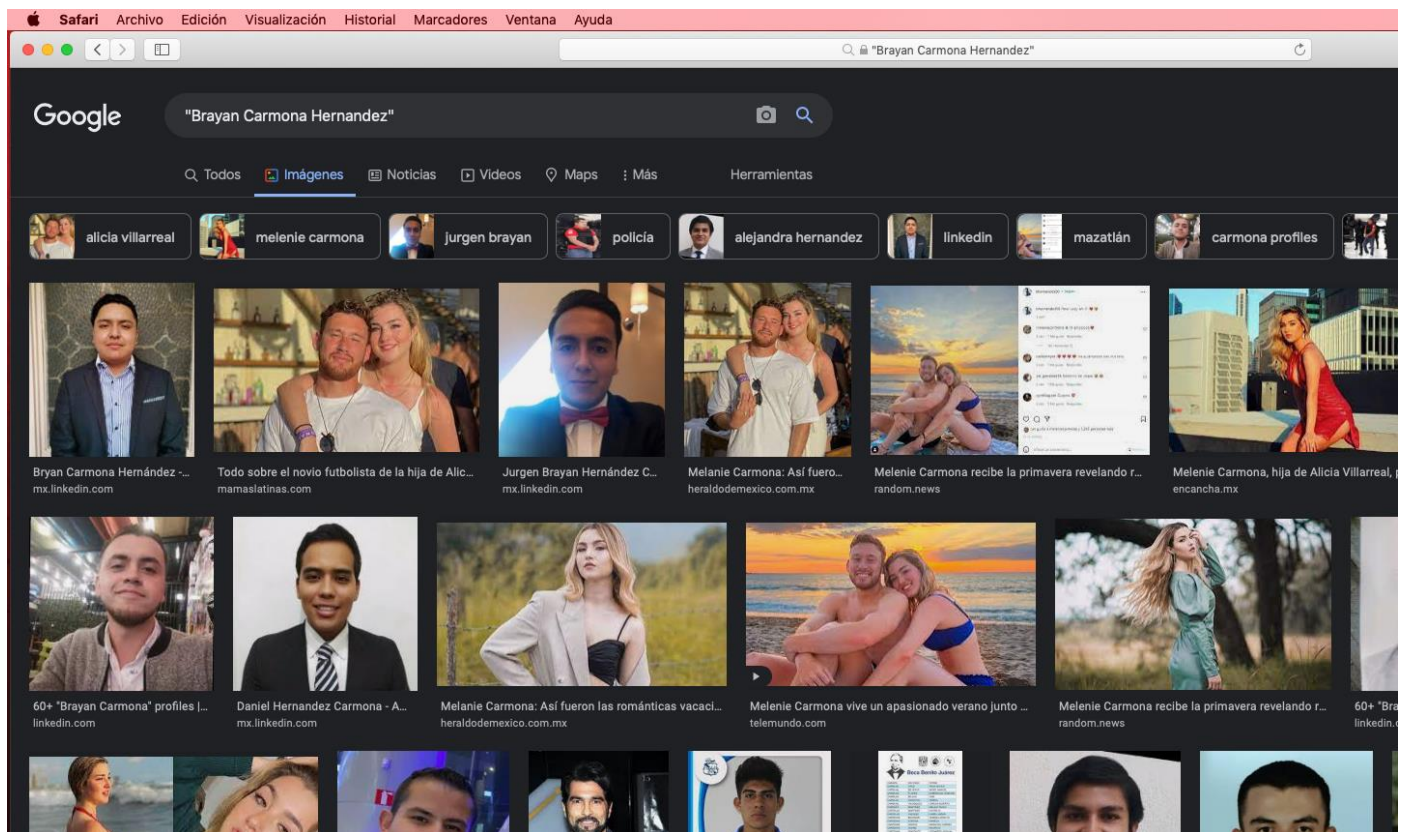 Safari Archivo Edición Visualización Historial Marcadores Ventana Ayuda
"Brayan Carmona Hernandez"
Google
"Brayan Carmona Hernandez"
Todos Imágenes Noticias Videos Maps Más Herramientas
alicia villarreal melenie carmona jurgen brayan policía alejandra hernandez linkedin mazatlán carmona profiles
Bryan Carmona Hernández -... Todo sobre el novio futbolista de la hija de Alic... Jurgen Brayan Hernández C... Melanie Carmona: Así fuero... Melenie Carmona recibe la primavera revelando r... Melenie Carmona, hija de Alicia Villarreal,
mx.linkedin.com mamaslatinas.com mx.linkedin.com heraldodemexico.com.mx random.news encancha.mx
60+ "Brayan Carmona" profiles |... Daniel Hernandez Carmona - A... Melanie Carmona: Así fueron las románticas vacaci... Melenie Carmona vive un apasionado verano junto ... Melenie Carmona recibe la primavera revelando r... 60+ "Bra
linkedin.com mx.linkedin.com heraldodemexico.com.mx telemundo.com random.news linkedin.
Beca Benito Juárez